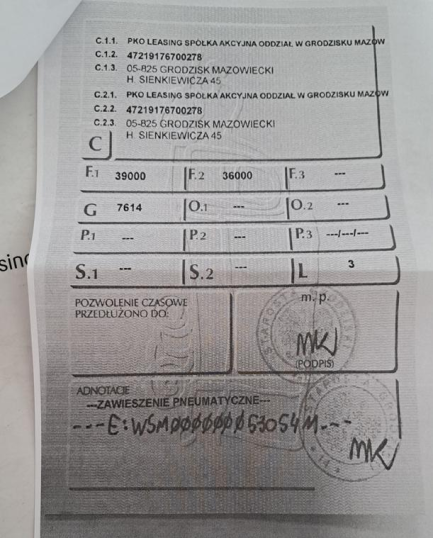 C.1.1. PKO LEASING SPÓŁKA AKCYJNA ODDZIAŁ W GRODZISKU MAZOW
C.1.2. 47219176700278
C.1.3. 05-825 GRODZISK MAZOWIECKI
H. SIENKIEWICZA 45
C.2.1. PKO LEASING SPÓŁKA AKCYJNA ODDZIAŁ W GRODZISKU MAZOW
C.2.2. 47219176700278
C.2.3. 05-825 GRODZISK MAZOWIECKI
H. SIENKIEWICZA 45
C
F.1 39000 F.2 36000 F.3 ---
G 7614 O.1 --- O.2 ---
P.1 --- P.2 --- P.3 ---/---/---
S.1 --- S.2 --- L 3
POZWOLENIE CZASOWE
PRZEDŁUŻONO DO:
m.p.
MK
(PODPIS)
ADNOTACJE
---ZAWIESZENIE PNEUMATYCZNE---
---E:WSM000000053054M---
MK